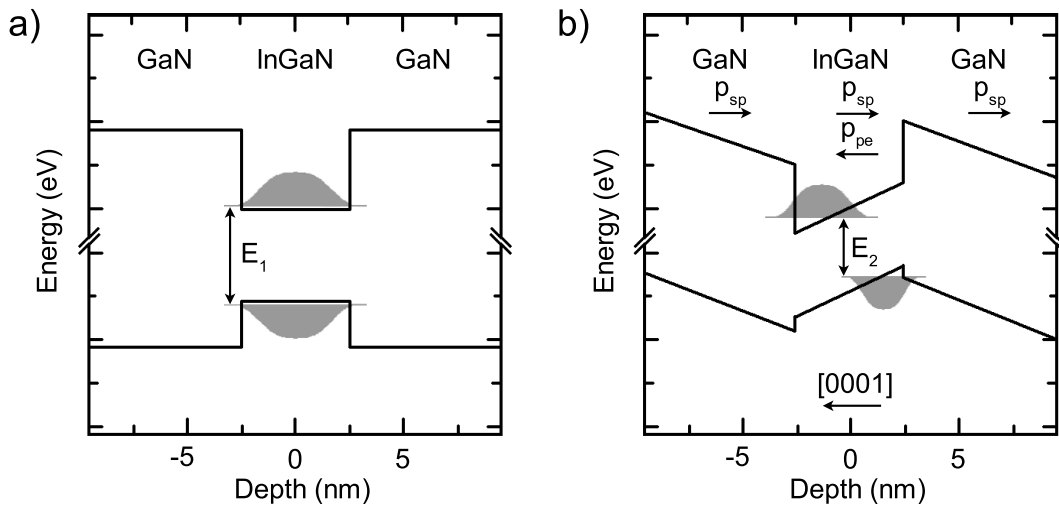 a)
GaN InGaN GaN
E₁
Energy (eV)
-5 0 5
Depth (nm)
b)
GaN InGaN GaN
pₛₚ pₛₚ pₛₚ
pₚₑ
E₂
[0001]
Energy (eV)
-5 0 5
Depth (nm)